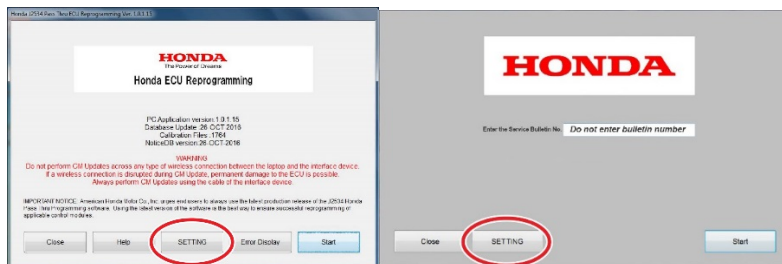 Honda J2534 Pass Thru ECU Reprogramming Ver. 1.0.1.15
HONDA
The Power of Dreams
Honda ECU Reprogramming
PC Application version:1.0.1.15
Database Update :26-OCT 2016
Calibration Files :1764
NoticeDB version:26-OCT-2016
WARNING
Do not perform CM Updates across any type of wireless connection between the laptop and the interface device.
If a wireless connection is disrupted during CM Update, permanent damage to the ECU is possible.
Always perform CM Updates using the cable of the interface device.
IMPORTANT NOTICE: American Honda Motor Co., Inc. urges end users to always use the latest production release of the J2534 Honda
Pass Thru Programming software. Using the latest version of the software is the best way to ensure successful reprogramming of
applicable control modules.
Close Help SETTING Error Display Start
HONDA
Enter the Service Bulletin No. Do not enter bulletin number
Close SETTING Start